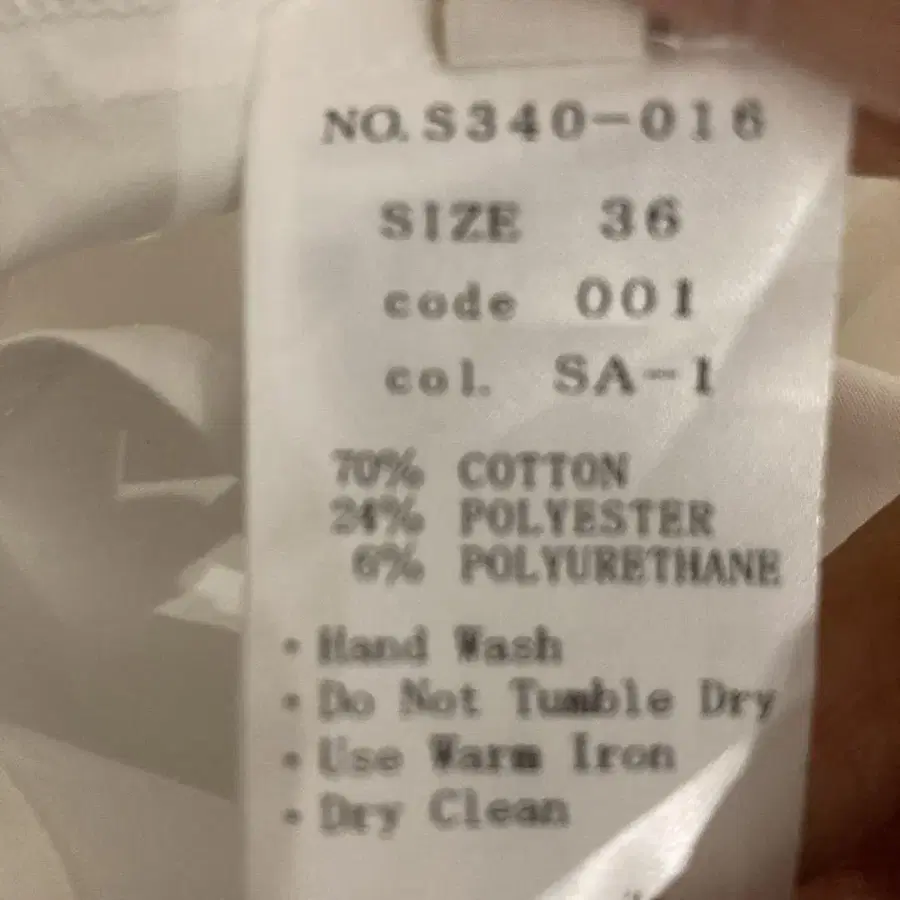 NO. S340-016
SIZE 36
code 001
col. SA-1
70% COTTON
24% POLYESTER
6% POLYURETHANE
・Hand Wash
・Do Not Tumble Dry
・Use Warm Iron
・Dry Clean